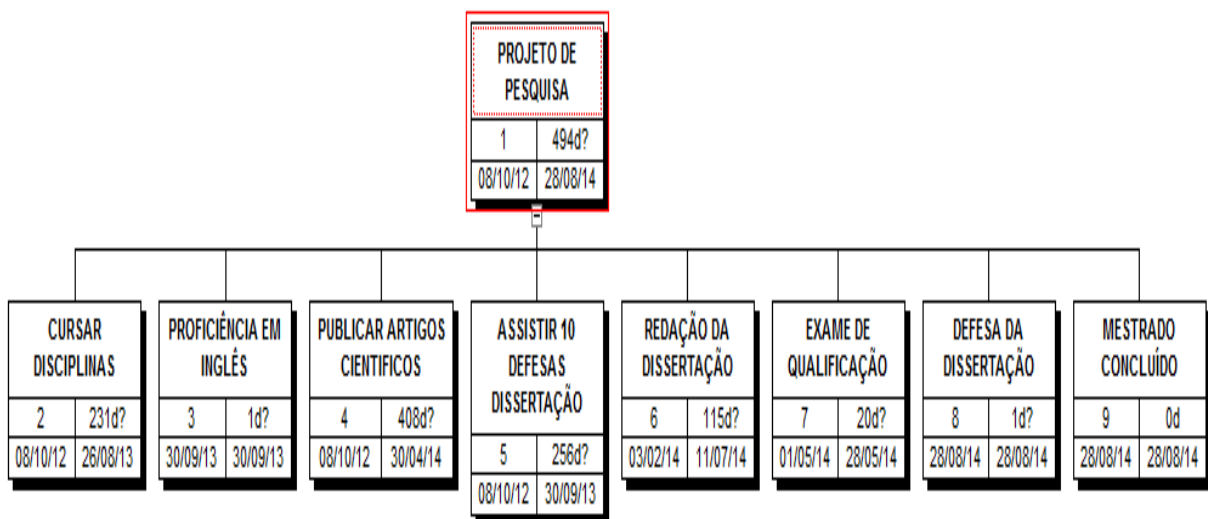 PROJETO DE
PESQUISA
1 494d?
08/10/12 28/08/14
CURSAR
DISCIPLINAS
2 231d?
08/10/12 26/08/13
PROFICIÊNCIA EM
INGLÊS
3 1d?
30/09/13 30/09/13
PUBLICAR ARTIGOS
CIENTIFICOS
4 408d?
08/10/12 30/04/14
ASSISTIR 10
DEFESAS
DISSERTAÇÃO
5 256d?
08/10/12 30/09/13
REDAÇÃO DA
DISSERTAÇÃO
6 115d?
03/02/14 11/07/14
EXAME DE
QUALIFICAÇÃO
7 20d?
01/05/14 28/05/14
DEFESA DA
DISSERTAÇÃO
8 1d?
28/08/14 28/08/14
MESTRADO
CONCLUÍDO
9 0d
28/08/14 28/08/14